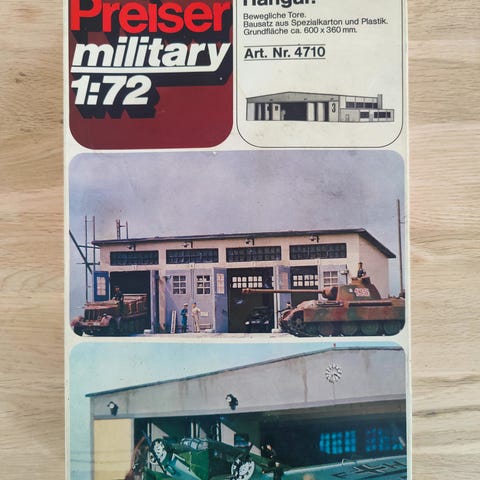 Preiser
military
1:72
Hangar.
Bewegliche Tore.
Bausatz aus Spezialkarton und Plastik.
Grundfläche ca. 600 x 360 mm.
Art. Nr. 4710
3